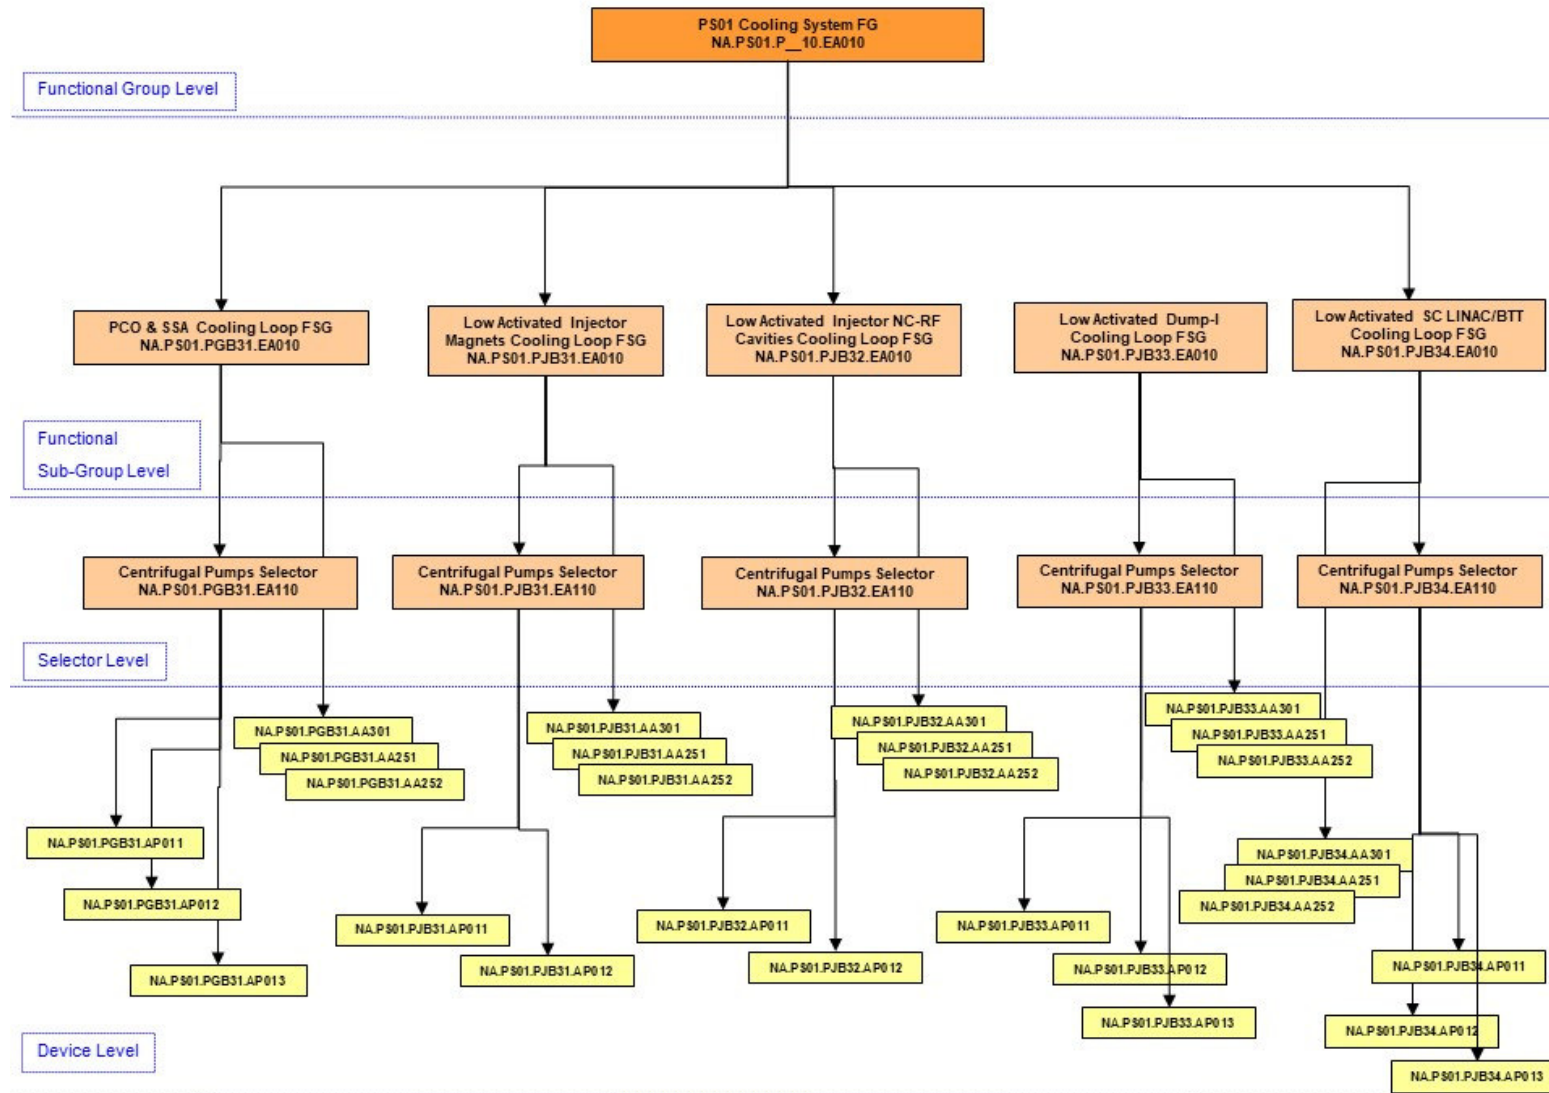 PS01 Cooling System FG
NA.PS01.P__10.EA010
Functional Group Level
PCO & SSA Cooling Loop FSG
NA.PS01.PGB31.EA010
Low Activated Injector
Magnets Cooling Loop FSG
NA.PS01.PJB31.EA010
Low Activated Injector NC-RF
Cavities Cooling Loop FSG
NA.PS01.PJB32.EA010
Low Activated Dump-I
Cooling Loop FSG
NA.PS01.PJB33.EA010
Low Activated SC LINAC/BTT
Cooling Loop FSG
NA.PS01.PJB34.EA010
Functional
Sub-Group Level
Centrifugal Pumps Selector
NA.PS01.PGB31.EA110
Centrifugal Pumps Selector
NA.PS01.PJB31.EA110
Centrifugal Pumps Selector
NA.PS01.PJB32.EA110
Centrifugal Pumps Selector
NA.PS01.PJB33.EA110
Centrifugal Pumps Selector
NA.PS01.PJB34.EA110
Selector Level
NA.PS01.PGB31.AA301
NA.PS01.PGB31.AA251
NA.PS01.PGB31.AA252
NA.PS01.PJB31.AA301
NA.PS01.PJB31.AA251
NA.PS01.PJB31.AA252
NA.PS01.PJB32.AA301
NA.PS01.PJB32.AA251
NA.PS01.PJB32.AA252
NA.PS01.PJB33.AA301
NA.PS01.PJB33.AA251
NA.PS01.PJB33.AA252
NA.PS01.PGB31.AP011
NA.PS01.PGB31.AP012
NA.PS01.PGB31.AP013
NA.PS01.PJB31.AP011
NA.PS01.PJB31.AP012
NA.PS01.PJB32.AP011
NA.PS01.PJB32.AP012
NA.PS01.PJB33.AP011
NA.PS01.PJB33.AP012
NA.PS01.PJB33.AP013
NA.PS01.PJB34.AA301
NA.PS01.PJB34.AA251
NA.PS01.PJB34.AA252
NA.PS01.PJB34.AP011
NA.PS01.PJB34.AP012
NA.PS01.PJB34.AP013
Device Level